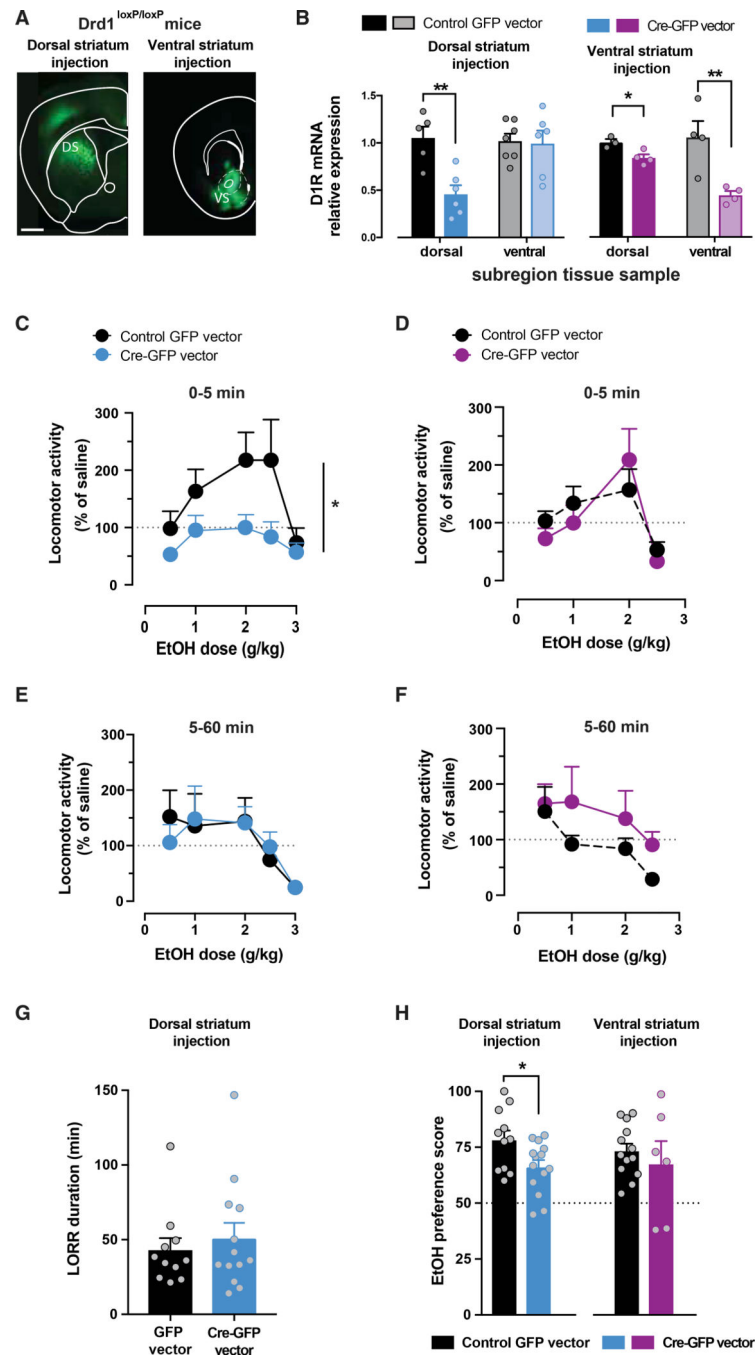 A
Drd1loxP/loxP mice
Dorsal striatum injection
Ventral striatum injection
DS
VS
B
Control GFP vector
Cre-GFP vector
Dorsal striatum injection
Ventral striatum injection
D1R mRNA relative expression
1.5
1.0
0.5
0.0
**
*
**
dorsal
ventral
dorsal
ventral
subregion tissue sample
C
Control GFP vector
Cre-GFP vector
0-5 min
Locomotor activity (% of saline)
300
200
100
50
0
*
0 1 2 3
EtOH dose (g/kg)
D
Control GFP vector
Cre-GFP vector
0-5 min
Locomotor activity (% of saline)
300
200
150
100
50
0
0 1 2 3
EtOH dose (g/kg)
E
5-60 min
Locomotor activity (% of saline)
300
200
150
100
50
0
0 1 2 3
EtOH dose (g/kg)
F
5-60 min
Locomotor activity (% of saline)
300
200
150
100
50
0
0 1 2 3
EtOH dose (g/kg)
G
Dorsal striatum injection
LORR duration (min)
150
100
50
0
GFP vector
Cre-GFP vector
H
Dorsal striatum injection
Ventral striatum injection
EtOH preference score
100
75
50
25
0
*
Control GFP vector
Cre-GFP vector